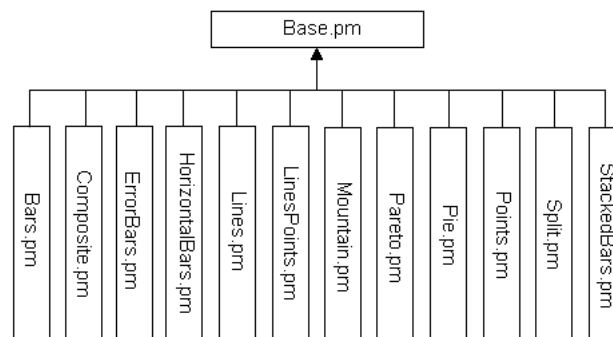 Base.pm
Bars.pm
Composite.pm
ErrorBars.pm
HorizontalBars.pm
Lines.pm
LinesPoints.pm
Mountain.pm
Pareto.pm
Pie.pm
Points.pm
Split.pm
StackedBars.pm